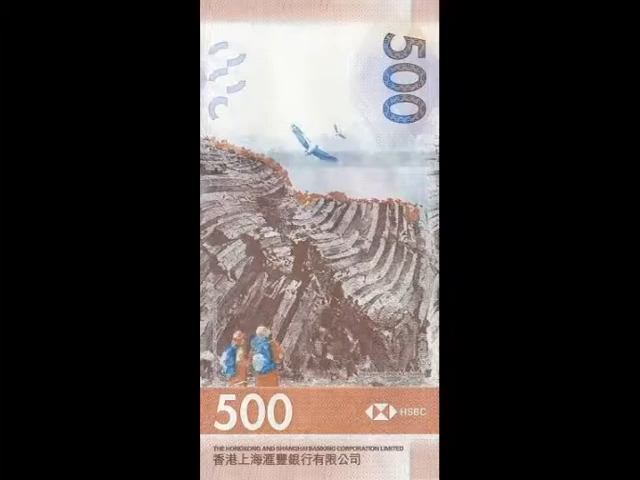 500
500
HSBC
THE HONGKONG AND SHANGHAI BANKING CORPORATION LIMITED
香港上海滙豐銀行有限公司